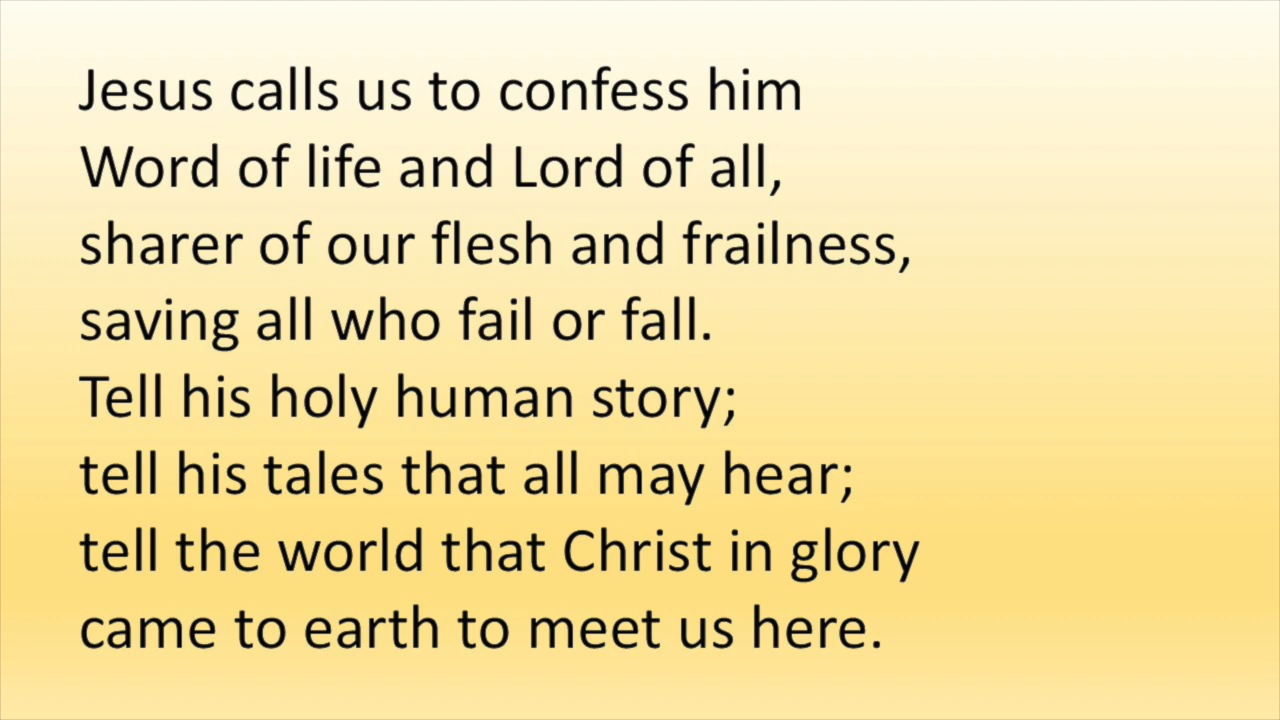 Jesus calls us to confess him
Word of life and Lord of all,
sharer of our flesh and frailness,
saving all who fail or fall.
Tell his holy human story;
tell his tales that all may hear;
tell the world that Christ in glory
came to earth to meet us here.